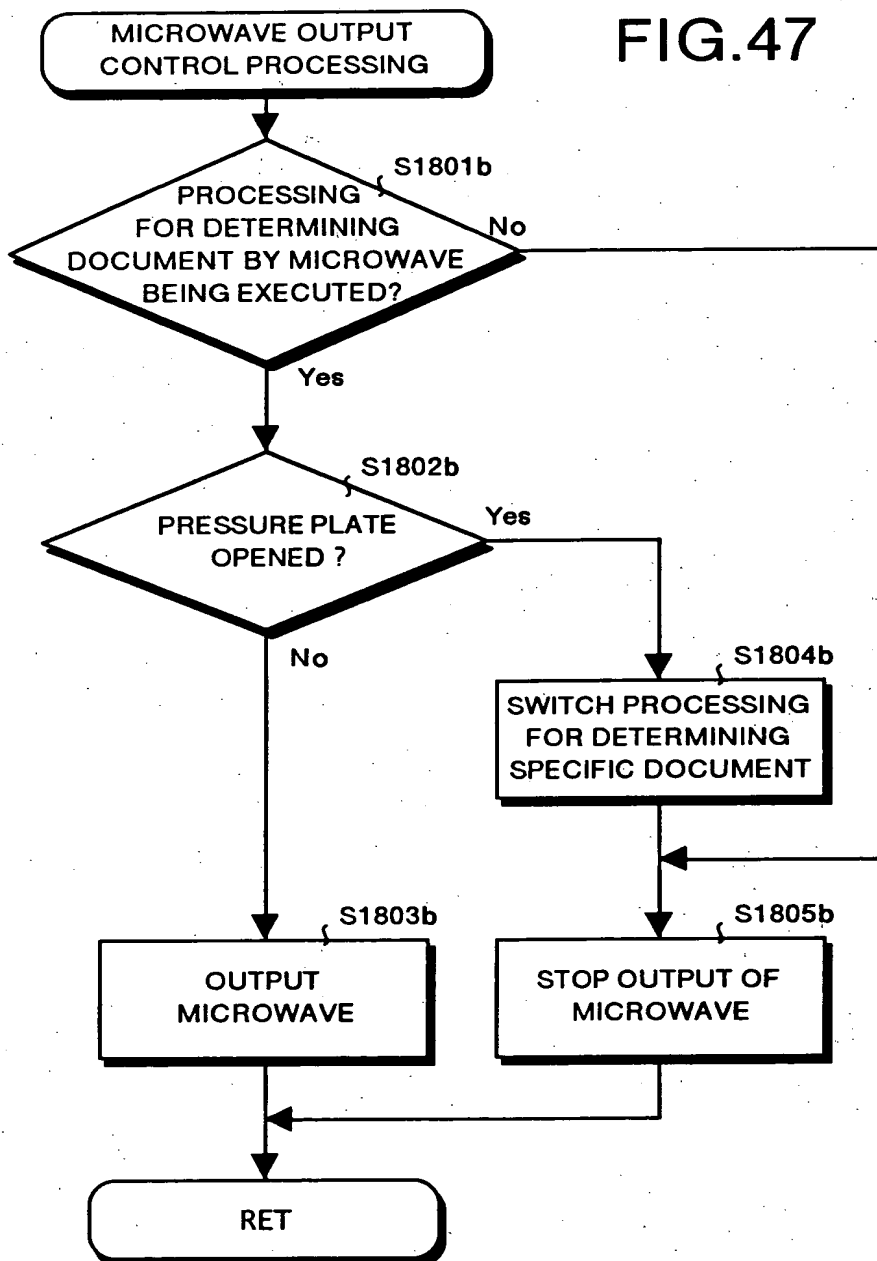 FIG.47
MICROWAVE OUTPUT
CONTROL PROCESSING
S1801b
PROCESSING
FOR DETERMINING
DOCUMENT BY MICROWAVE
BEING EXECUTED?
No
Yes
S1802b
PRESSURE PLATE
OPENED ?
Yes
No
S1804b
SWITCH PROCESSING
FOR DETERMINING
SPECIFIC DOCUMENT
S1803b
OUTPUT
MICROWAVE
S1805b
STOP OUTPUT OF
MICROWAVE
RET